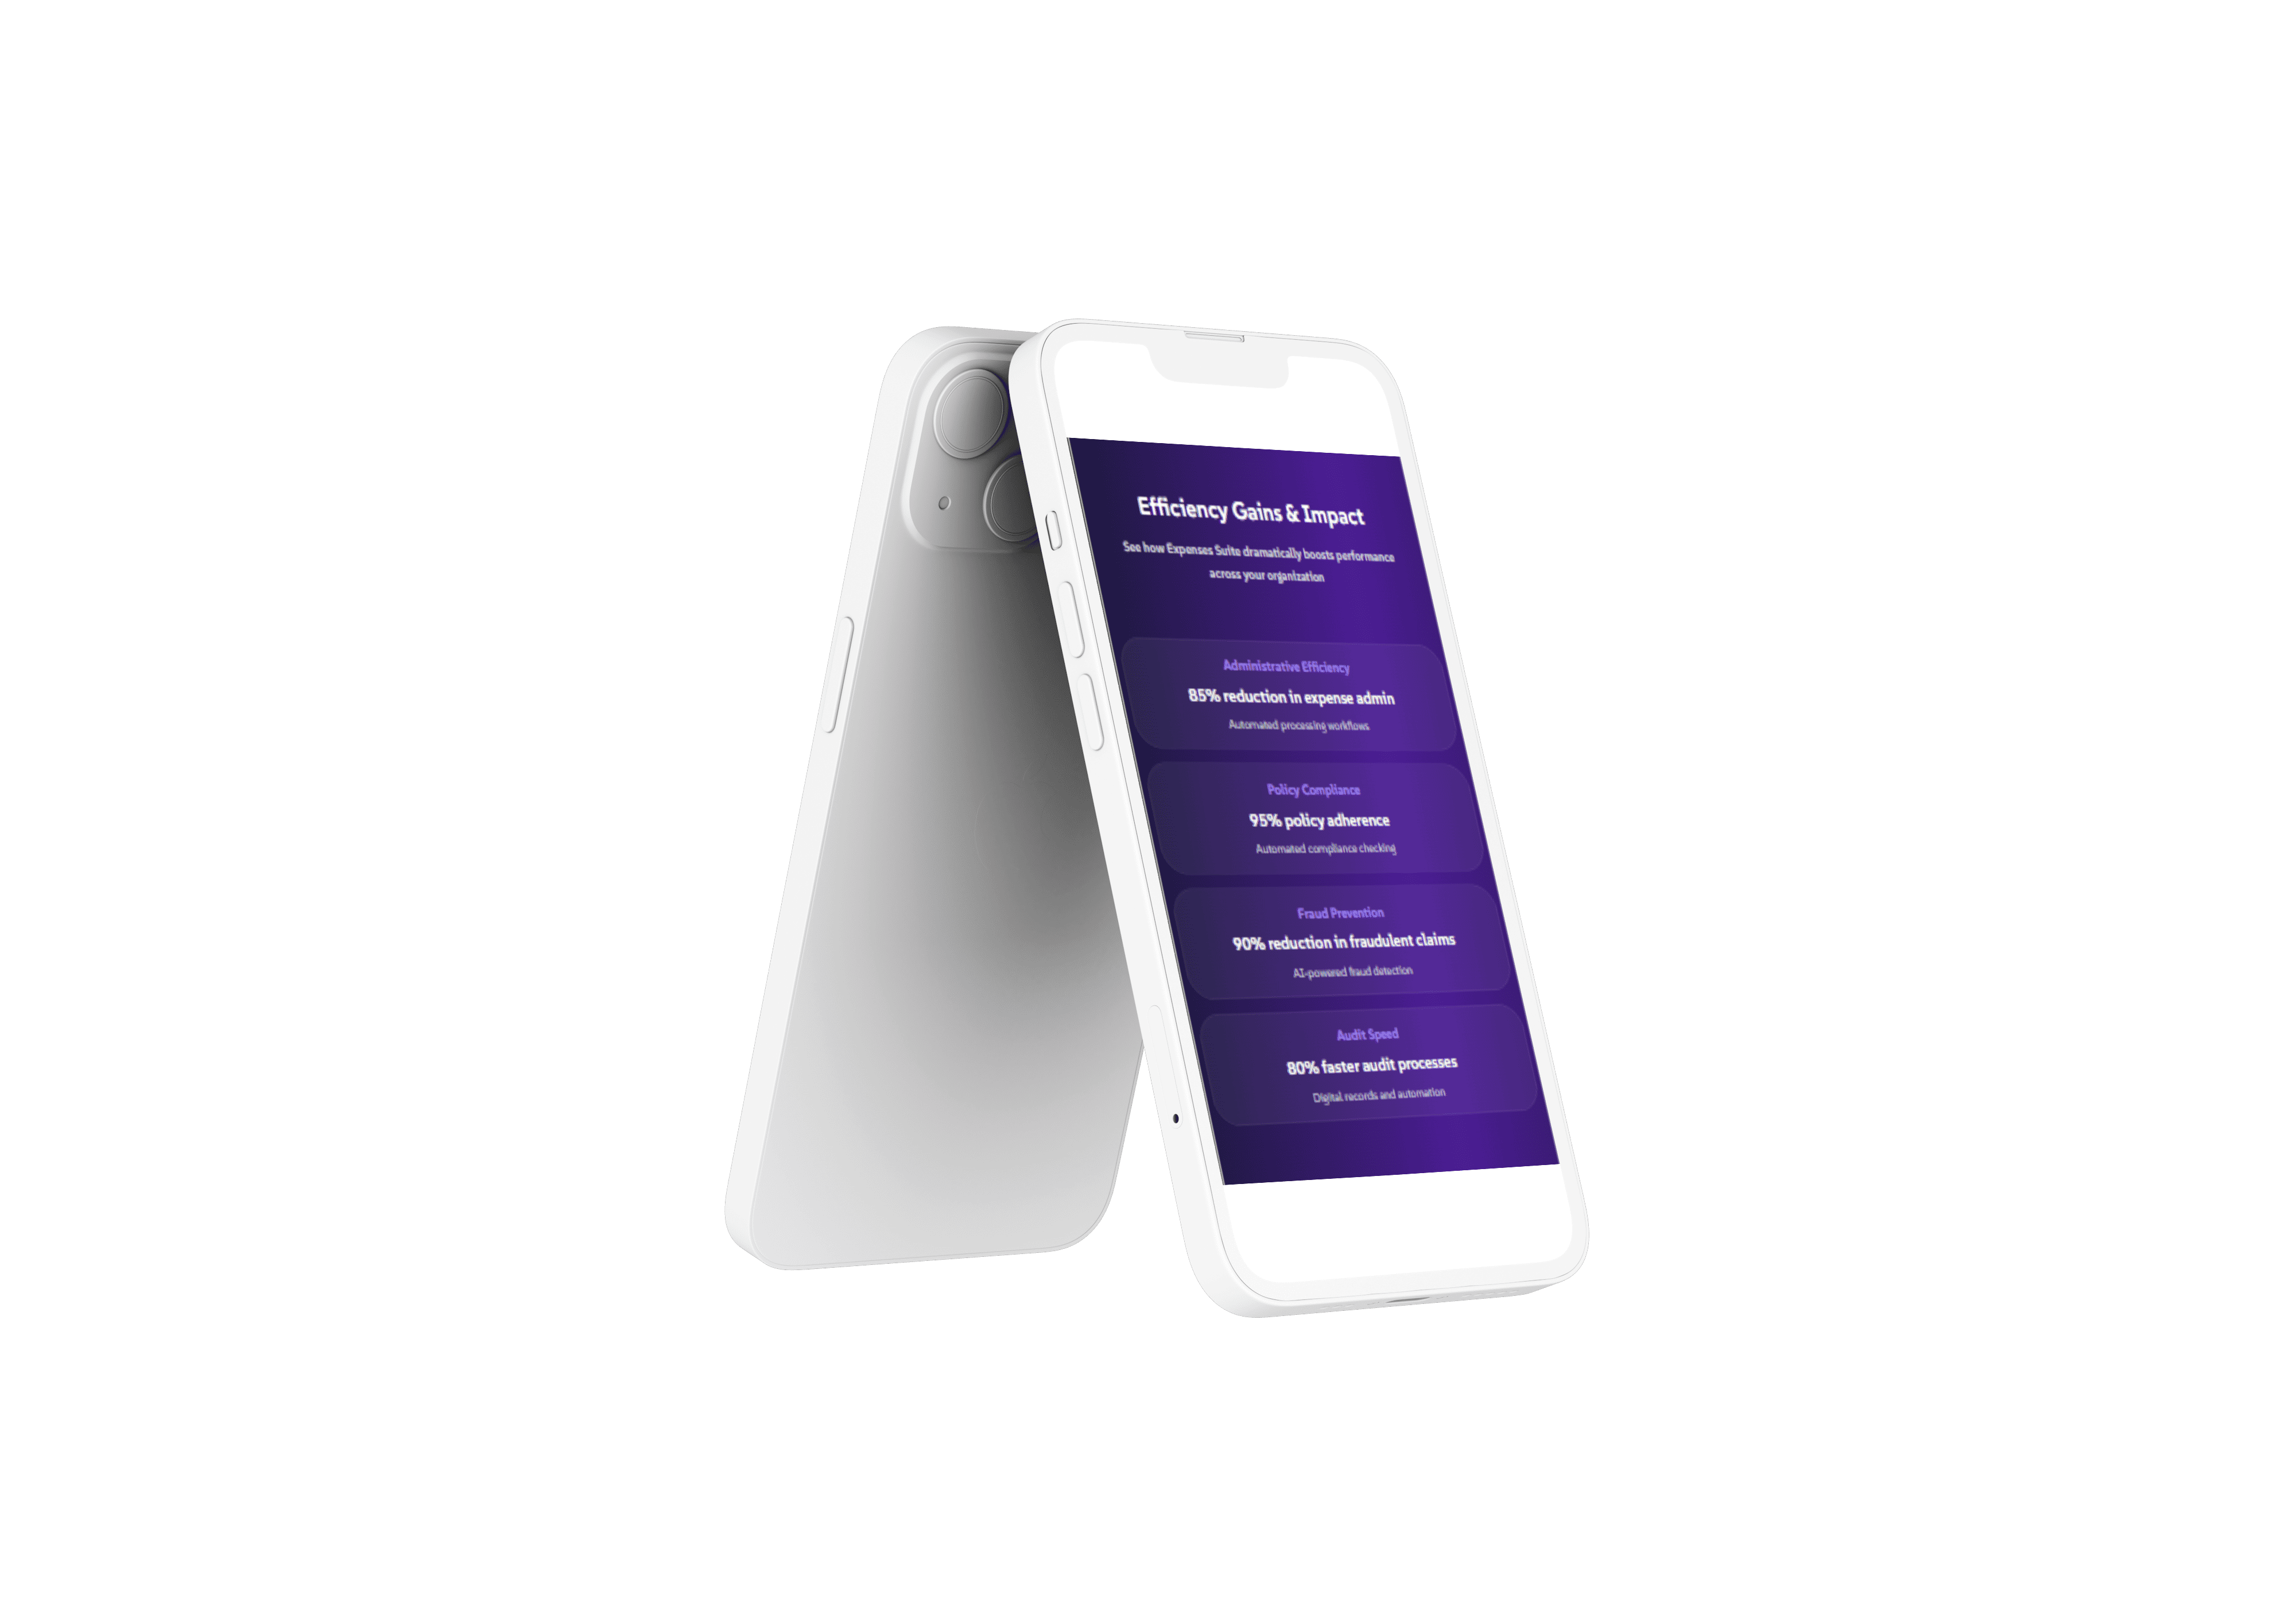 Efficiency Gains & Impact
See how Expenses Suite dramatically boosts performance
across your organization
Administrative Efficiency
85% reduction in expense admin
Automated processing workflows
Policy Compliance
95% policy adherence
Automated compliance checking
Fraud Prevention
90% reduction in fraudulent claims
AI-powered fraud detection
Audit Speed
80% faster audit processes
Digital records and automation